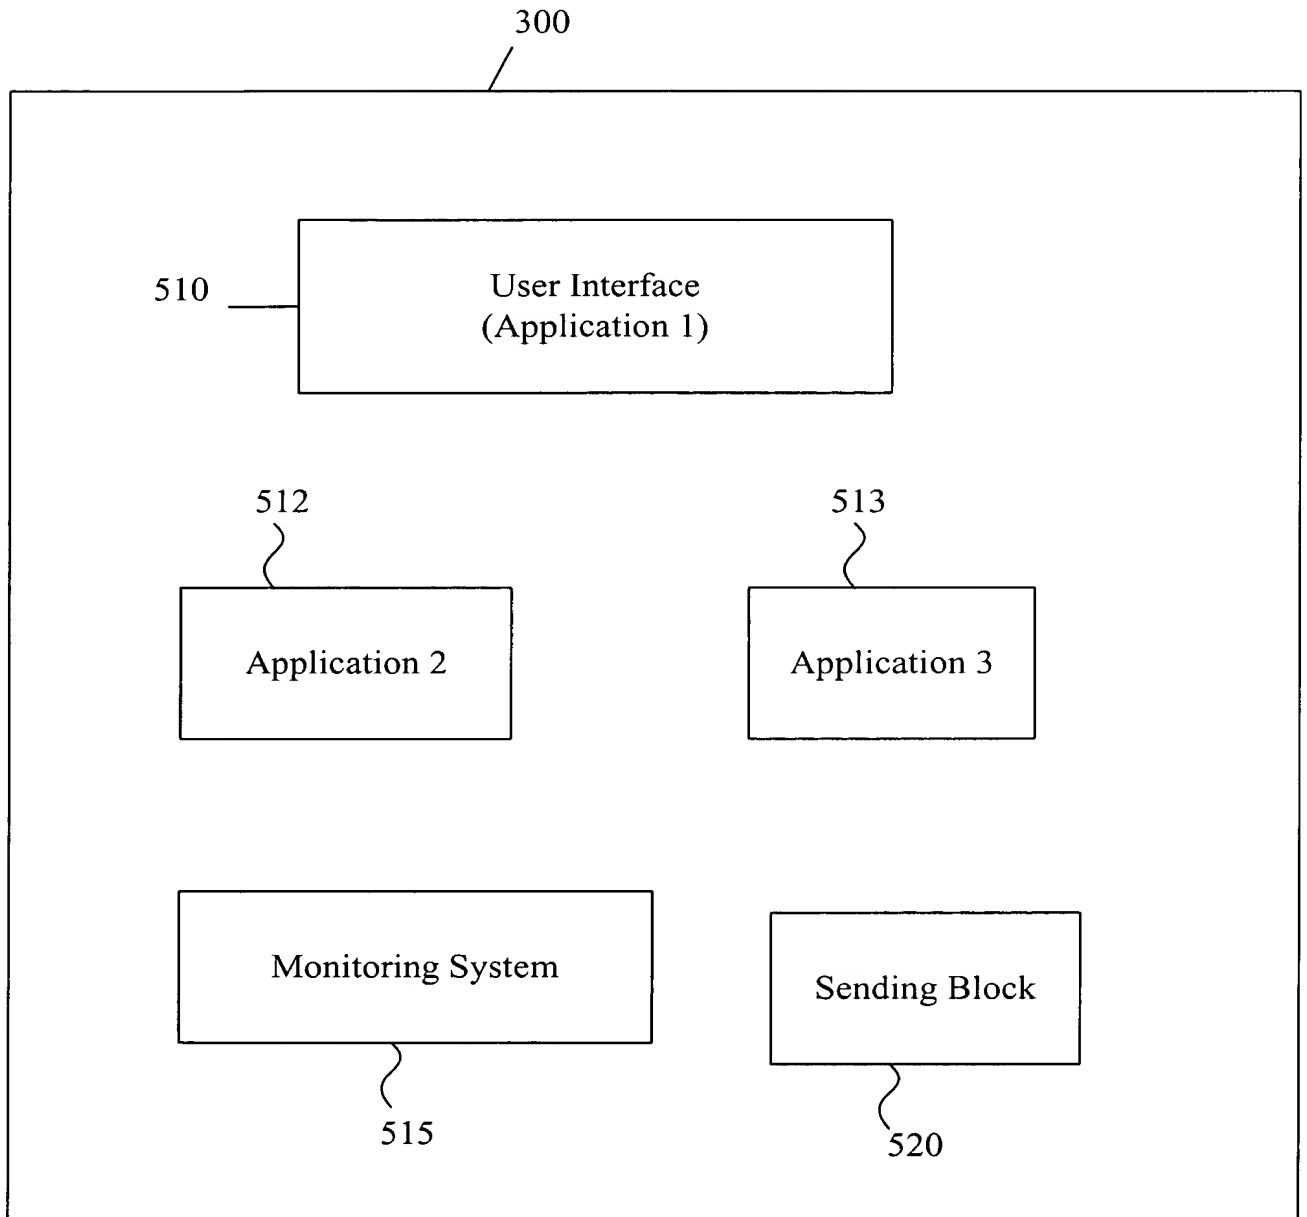 300
510
User Interface
(Application 1)
512
513
Application 2
Application 3
Monitoring System
Sending Block
515
520